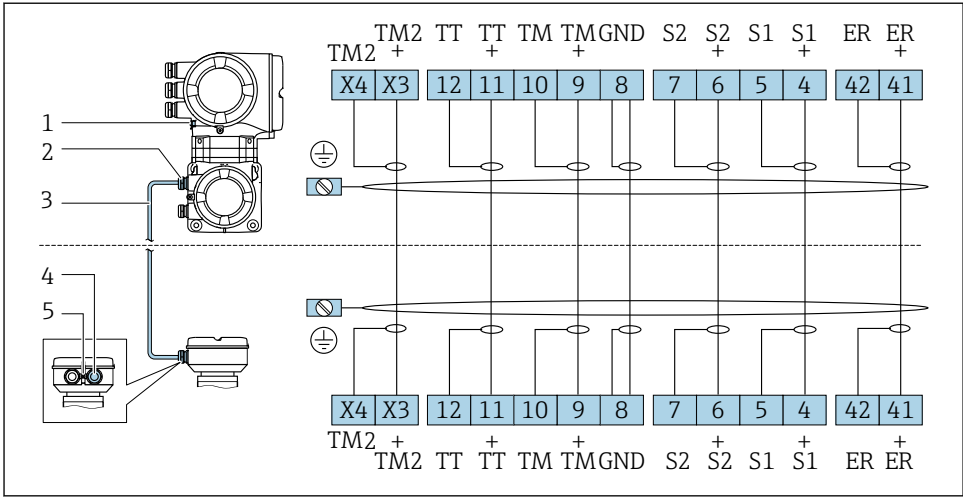 TM2 TT TT TM TM GND S2 S2 S1 S1 ER ER
TM2 + + + + + +
X4 X3 12 11 10 9 8 7 6 5 4 42 41
1
2
3
4
5
X4 X3 12 11 10 9 8 7 6 5 4 42 41
TM2 + + + + + +
TM2 TT TT TM TM GND S2 S2 S1 S1 ER ER